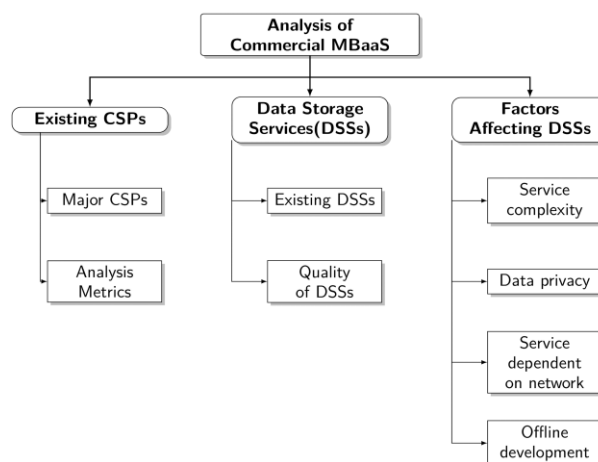 Analysis of
Commercial MBaaS
Existing CSPs
Major CSPs
Analysis
Metrics
Data Storage
Services(DSSs)
Existing DSSs
Quality
of DSSs
Factors
Affecting DSSs
Service
complexity
Data privacy
Service
dependent
on network
Offline
development